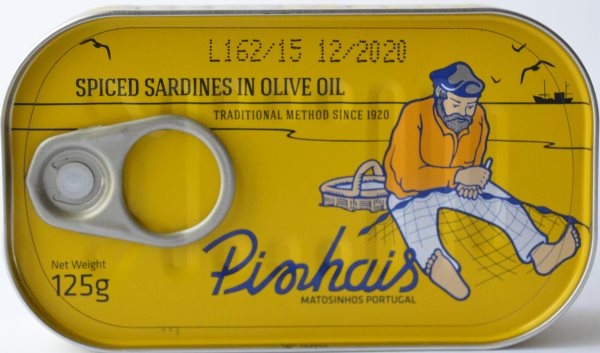 L162/15 12/2020
SPICED SARDINES IN OLIVE OIL
TRADITIONAL METHOD SINCE 1920
Net Weight
125g
Pinhais
MATOSINHOS PORTUGAL